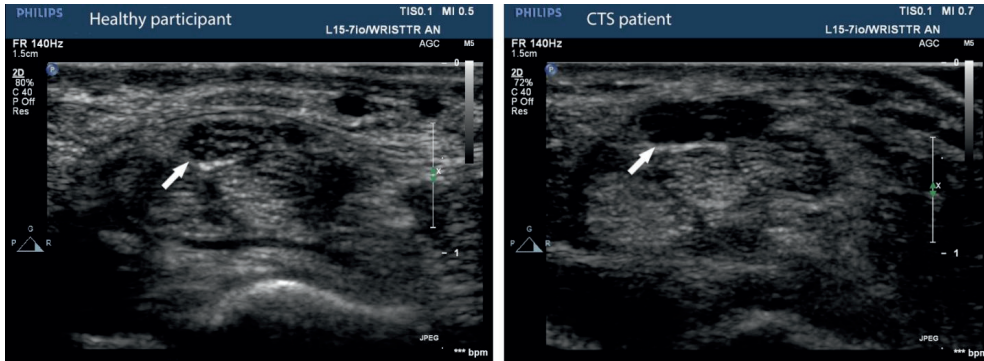 PHILIPS
Healthy participant
TIS0.1 MI 0.5
L15-7io/WRISTTR AN
FR 140Hz
1.5cm
AGC
M5
2D
80%
C 40
P Off
Res
P
0
X
1
G
P
R
JPEG
*** bpm
PHILIPS
CTS patient
TIS0.1 MI 0.7
L15-7io/WRISTTR AN
FR 140Hz
1.5cm
AGC
M5
2D
72%
C 40
P Off
Res
P
0
X
1
G
P
R
JPEG
*** bpm